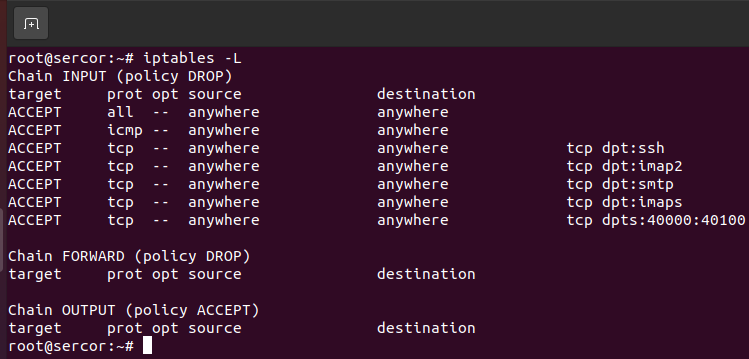 root@sercor:~# iptables -L
Chain INPUT (policy DROP)
target     prot opt source               destination
ACCEPT     all  --  anywhere             anywhere
ACCEPT     icmp --  anywhere             anywhere
ACCEPT     tcp  --  anywhere             anywhere             tcp dpt:ssh
ACCEPT     tcp  --  anywhere             anywhere             tcp dpt:imap2
ACCEPT     tcp  --  anywhere             anywhere             tcp dpt:smtp
ACCEPT     tcp  --  anywhere             anywhere             tcp dpt:imaps
ACCEPT     tcp  --  anywhere             anywhere             tcp dpts:40000:40100

Chain FORWARD (policy DROP)
target     prot opt source               destination

Chain OUTPUT (policy ACCEPT)
target     prot opt source               destination
root@sercor:~#